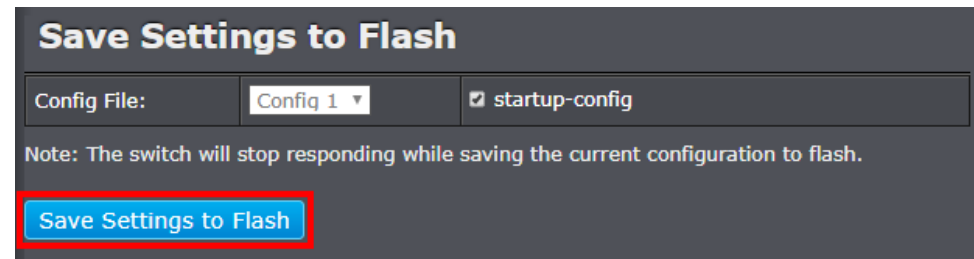 Save Settings to Flash
Config File: Config 1 startup-config
Note: The switch will stop responding while saving the current configuration to flash.
Save Settings to Flash